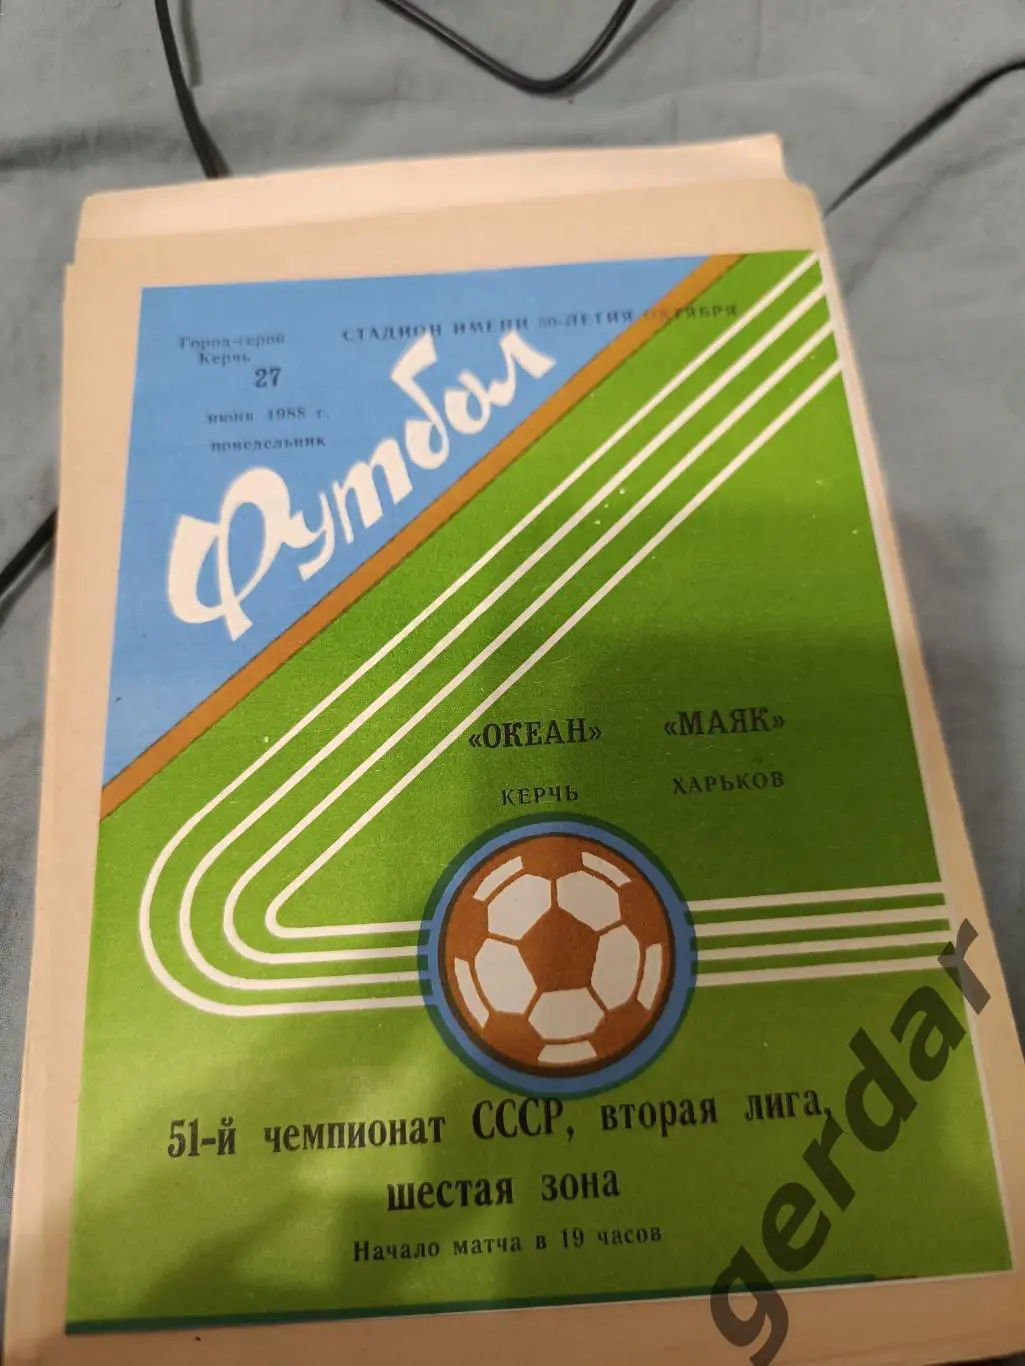 Город-герой
Керчь
27
июня 1988 г.
понедельник
СТАДИОН ИМЕНИ 50-ЛЕТИЯ ОКТЯБРЯ
Футбол
«ОКЕАН» «МАЯК»
КЕРЧЬ ХАРЬКОВ
51-й чемпионат СССР, вторая лига,
шестая зона
Начало матча в 19 часов
gerdar